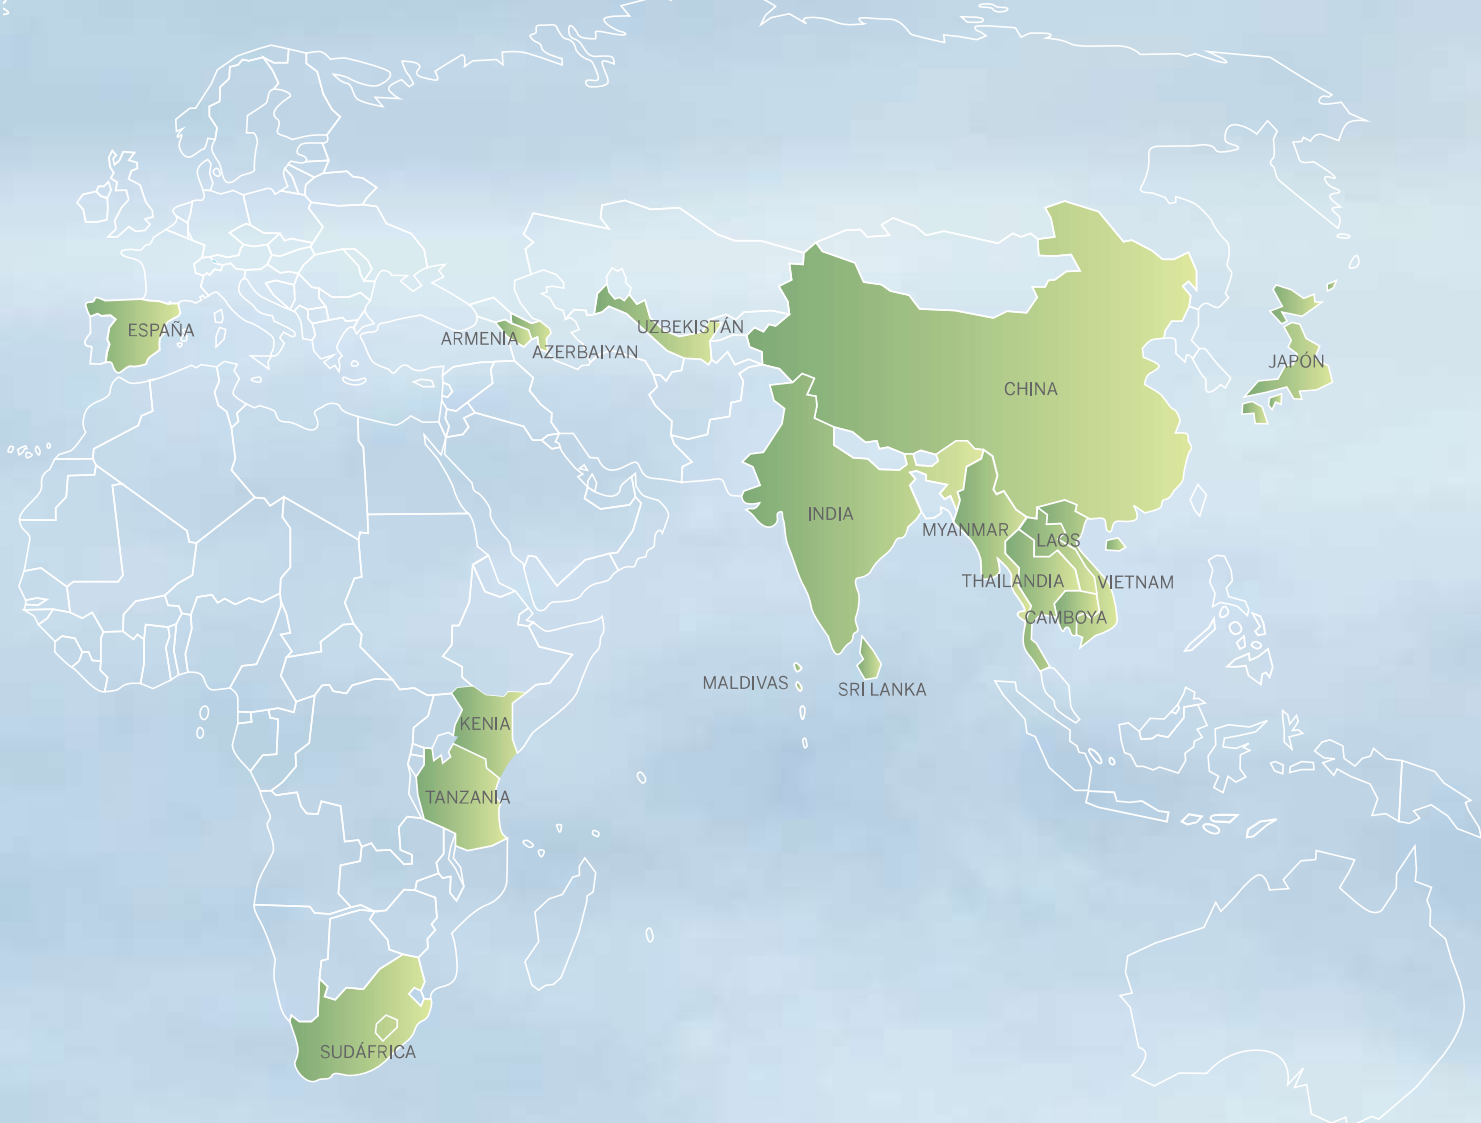 ESPAÑA
ARMENIA
AZERBAIYAN
UZBEKISTÁN
CHINA
JAPÓN
INDIA
MYANMAR
LAOS
THAILANDIA
VIETNAM
CAMBOYA
MALDIVAS
SRI LANKA
KENIA
TANZANIA
SUDÁFRICA